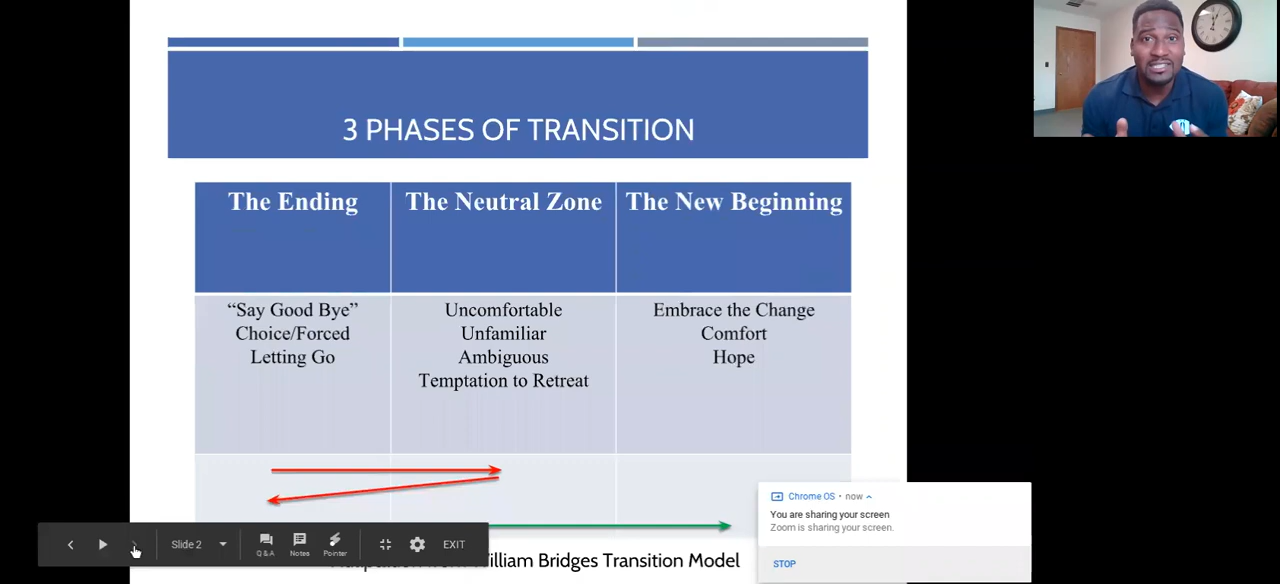 3 PHASES OF TRANSITION
The Ending
The Neutral Zone
The New Beginning
“Say Good Bye”
Choice/Forced
Letting Go
Uncomfortable
Unfamiliar
Ambiguous
Temptation to Retreat
Embrace the Change
Comfort
Hope
William Bridges Transition Model
Chrome OS • now
You are sharing your screen
Zoom is sharing your screen.
STOP
Slide 2
Q&A
Notes
Pointer
EXIT